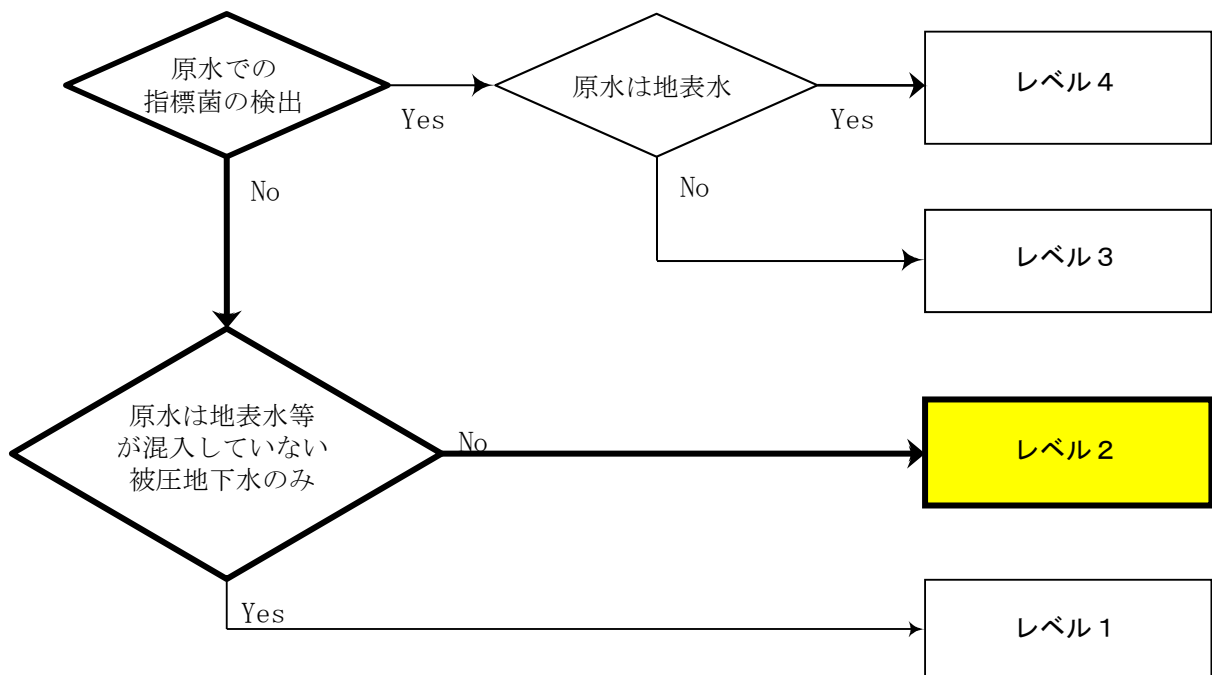 原水での
指標菌の検出
Yes
原水は地表水
Yes
レベル４
No
No
レベル３
原水は地表水等
が混入していない
被圧地下水のみ
No
レベル２
Yes
レベル１